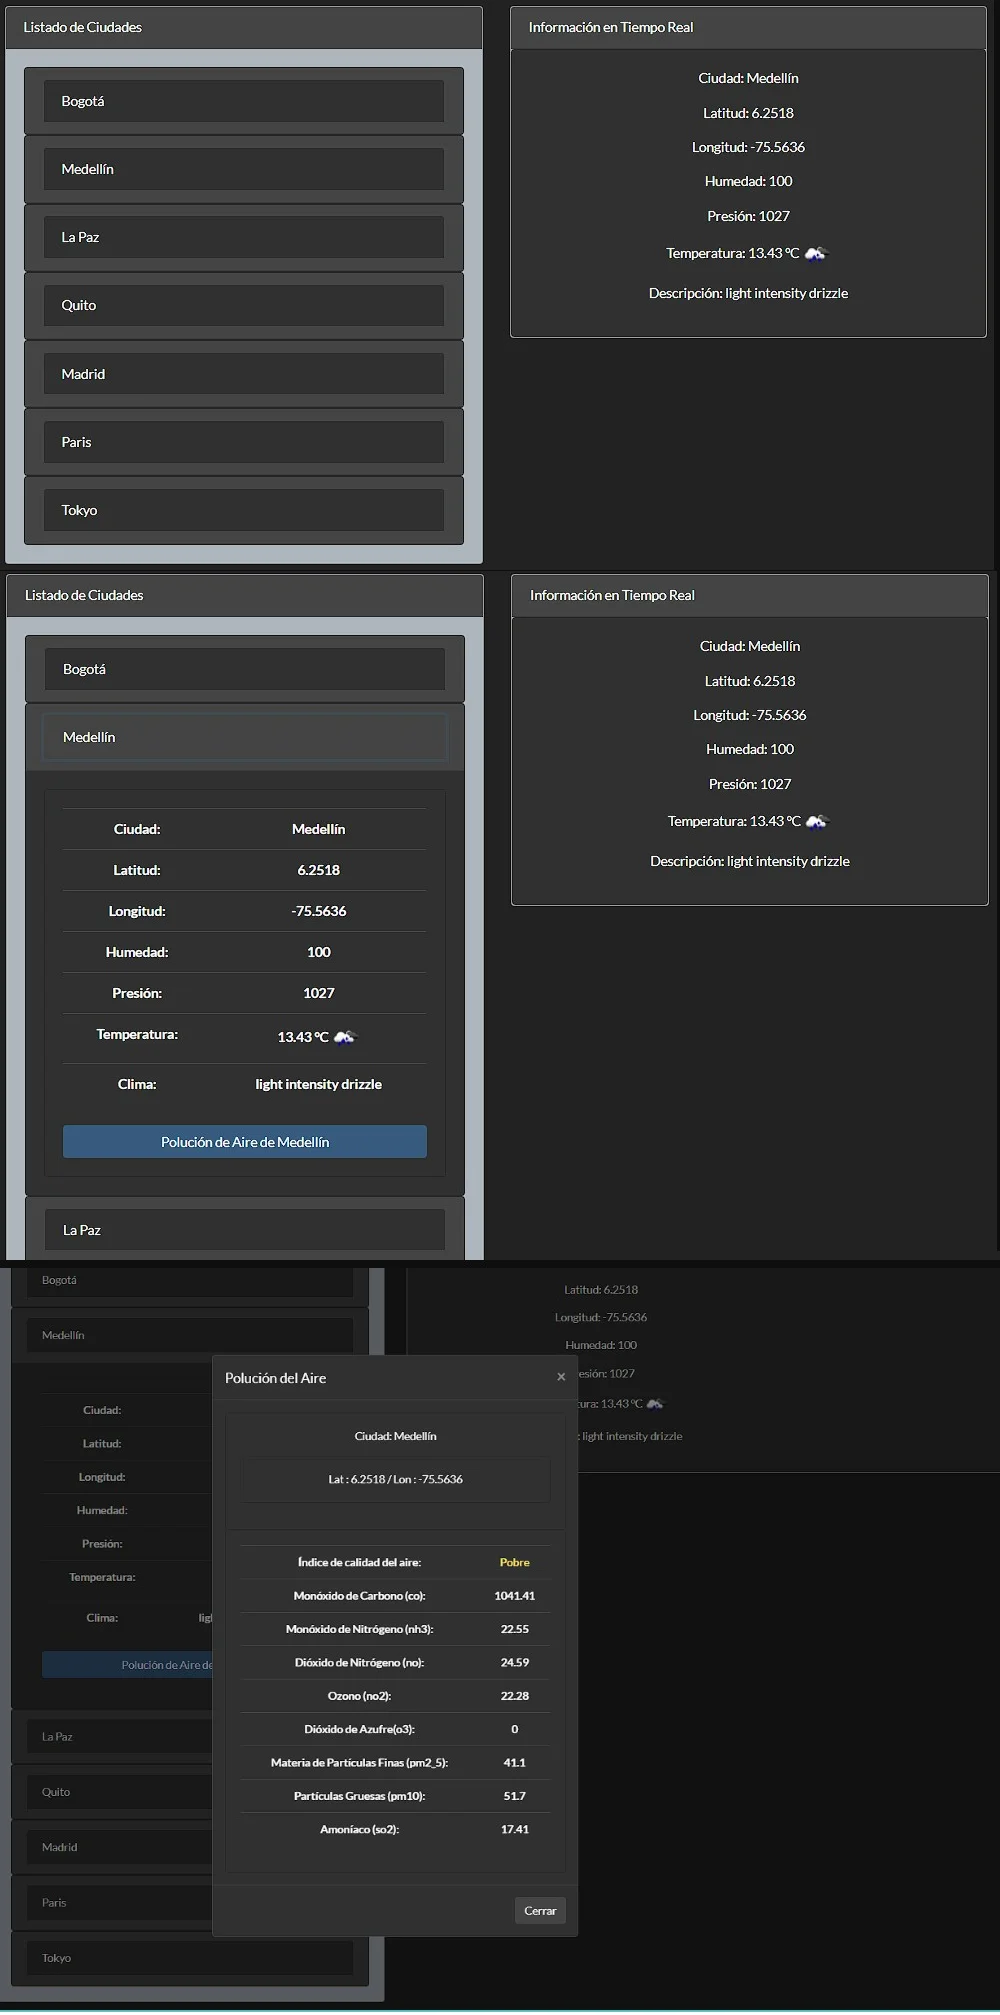 Listado de Ciudades
Bogotá
Medellín
La Paz
Quito
Madrid
Paris
Tokyo
Información en Tiempo Real
Ciudad: Medellín
Latitud: 6.2518
Longitud: -75.5636
Humedad: 100
Presión: 1027
Temperatura: 13.43 ºC
Descripción: light intensity drizzle
Listado de Ciudades
Bogotá
Medellín
Ciudad: Medellín
Latitud: 6.2518
Longitud: -75.5636
Humedad: 100
Presión: 1027
Temperatura: 13.43 ºC
Clima: light intensity drizzle
Polución de Aire de Medellín
La Paz
Información en Tiempo Real
Ciudad: Medellín
Latitud: 6.2518
Longitud: -75.5636
Humedad: 100
Presión: 1027
Temperatura: 13.43 ºC
Descripción: light intensity drizzle
Bogotá
Medellín
Ciudad:
Latitud:
Longitud:
Humedad:
Presión:
Temperatura:
Clima: ligh
Polución de Aire de
La Paz
Quito
Madrid
Paris
Tokyo
Latitud: 6.2518
Longitud: -75.5636
Humedad: 100
esión: 1027
tura: 13.43 ºC
: light intensity drizzle
Polución del Aire ×
Ciudad: Medellín
Lat : 6.2518 / Lon : -75.5636
Índice de calidad del aire: Pobre
Monóxido de Carbono (co): 1041.41
Monóxido de Nitrógeno (nh3): 22.55
Dióxido de Nitrógeno (no): 24.59
Ozono (no2): 22.28
Dióxido de Azufre(o3): 0
Materia de Partículas Finas (pm2_5): 41.1
Partículas Gruesas (pm10): 51.7
Amoníaco (so2): 17.41
Cerrar